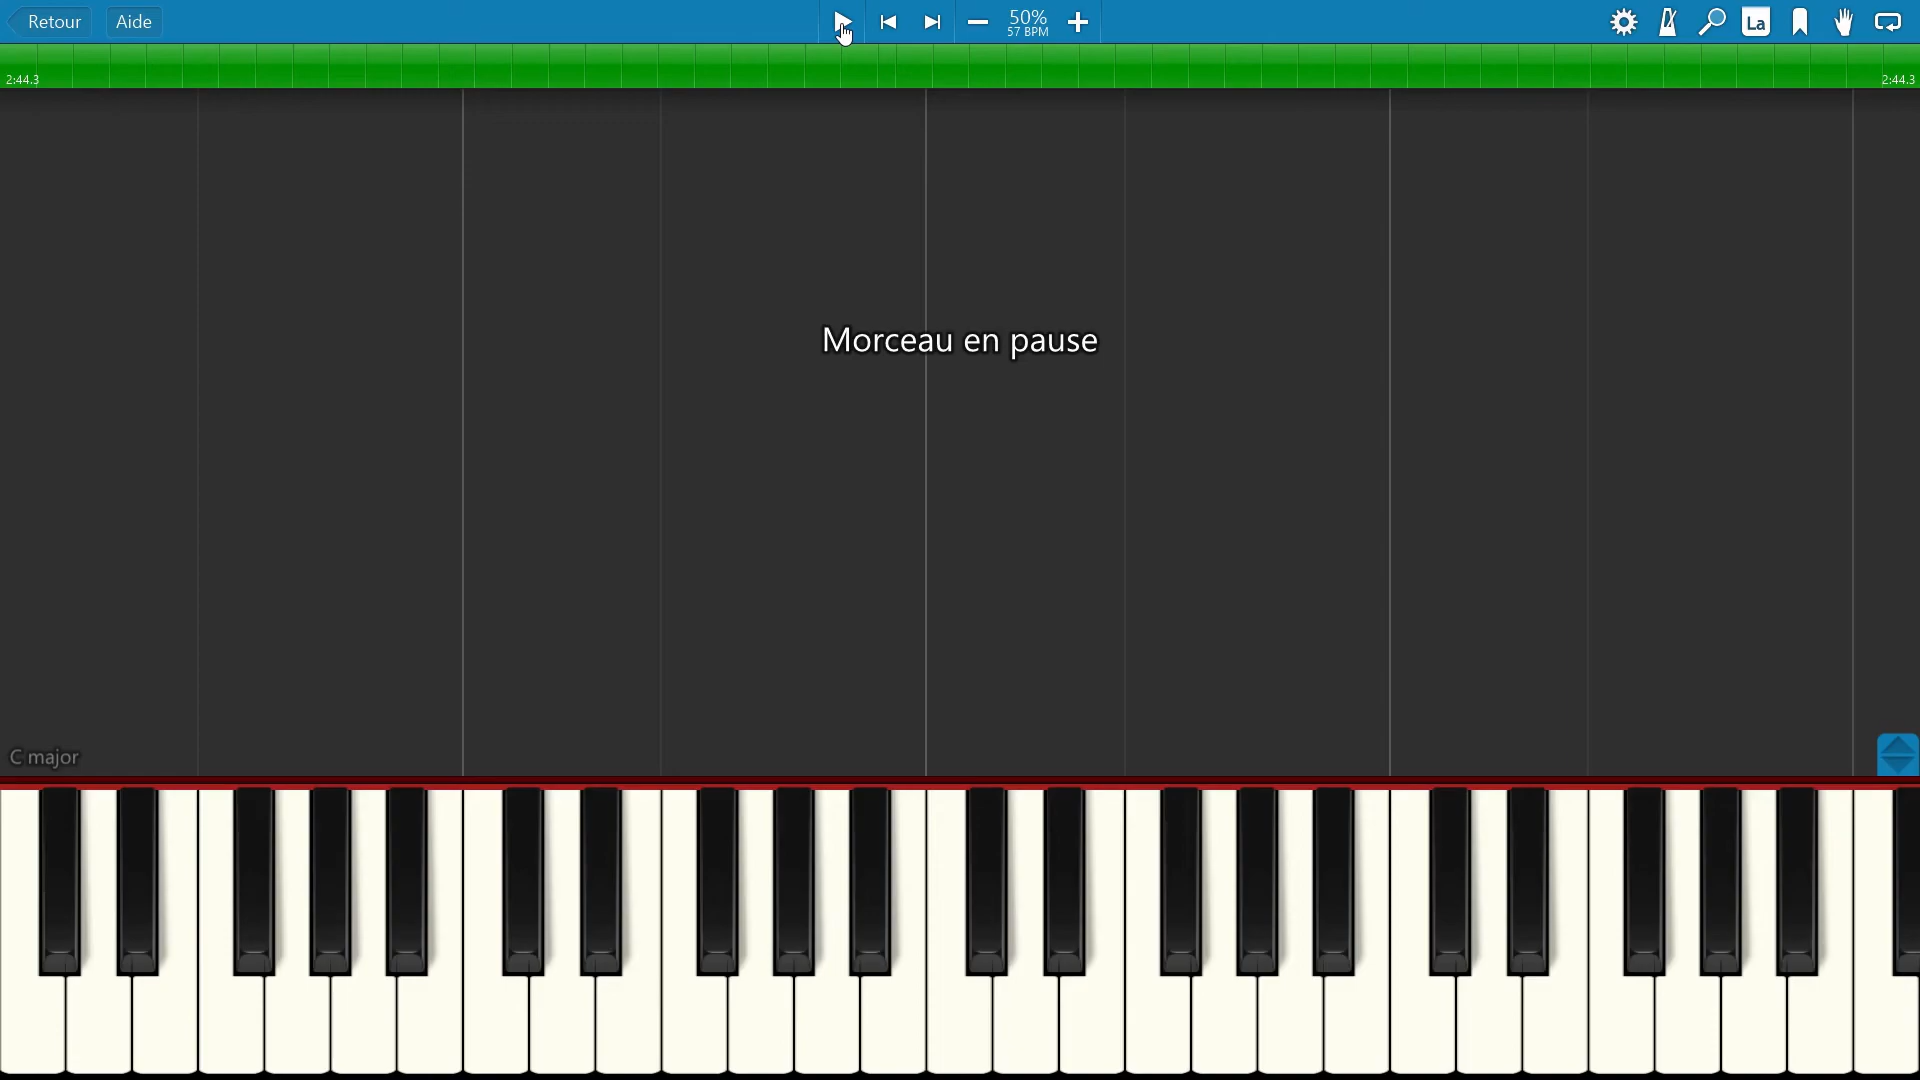 Retour
Aide
50%
57 BPM
La
2:44.3
2:44.3
Morceau en pause
C major